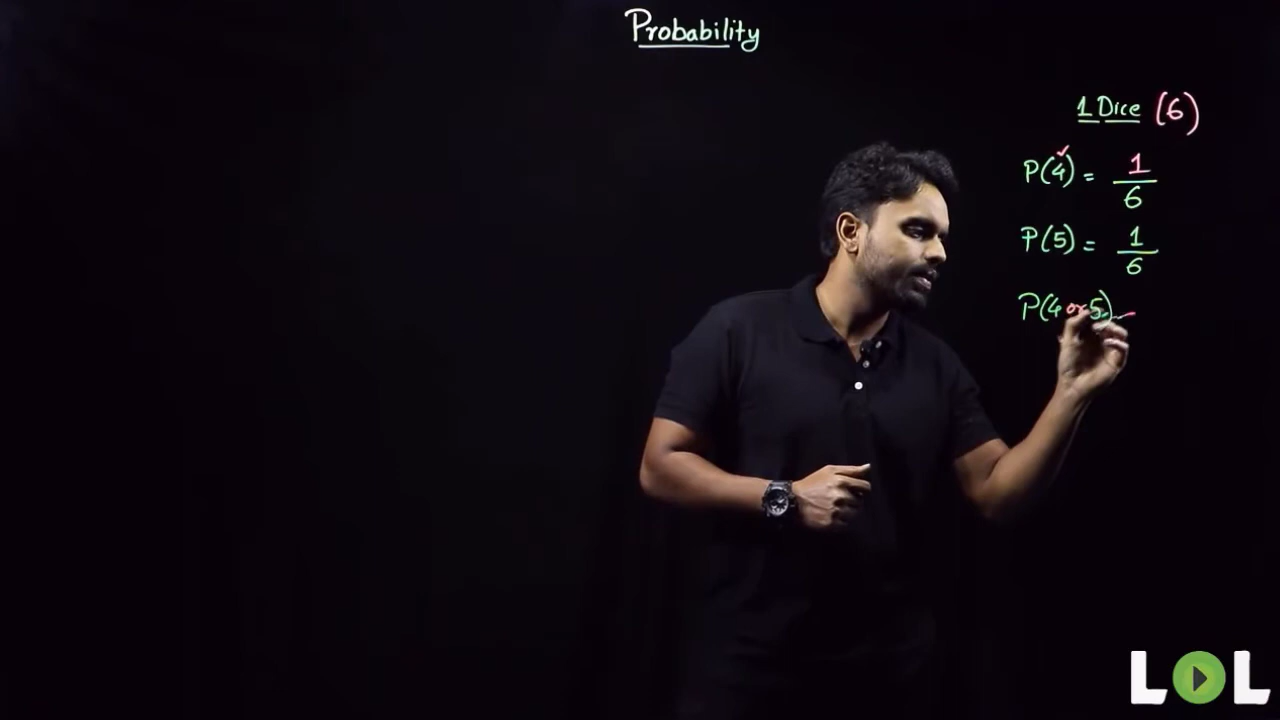 Probability
1 Dice (6)
P(4) = 1/6
P(5) = 1/6
P(4 or 5)
LOL